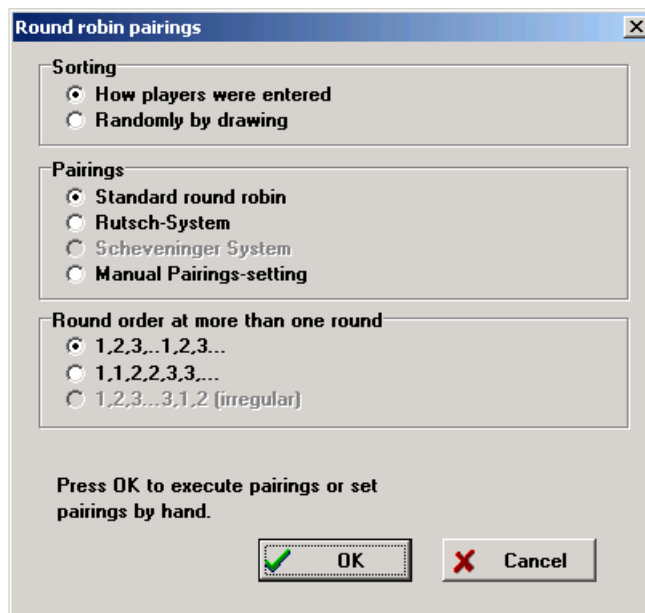 Round robin pairings
Sorting
How players were entered
Randomly by drawing
Pairings
Standard round robin
Rutsch-System
Scheveninger System
Manual Pairings-setting
Round order at more than one round
1,2,3,..1,2,3...
1,1,2,2,3,3,...
1,2,3...3,1,2 (irregular)
Press OK to execute pairings or set
pairings by hand.
OK
Cancel